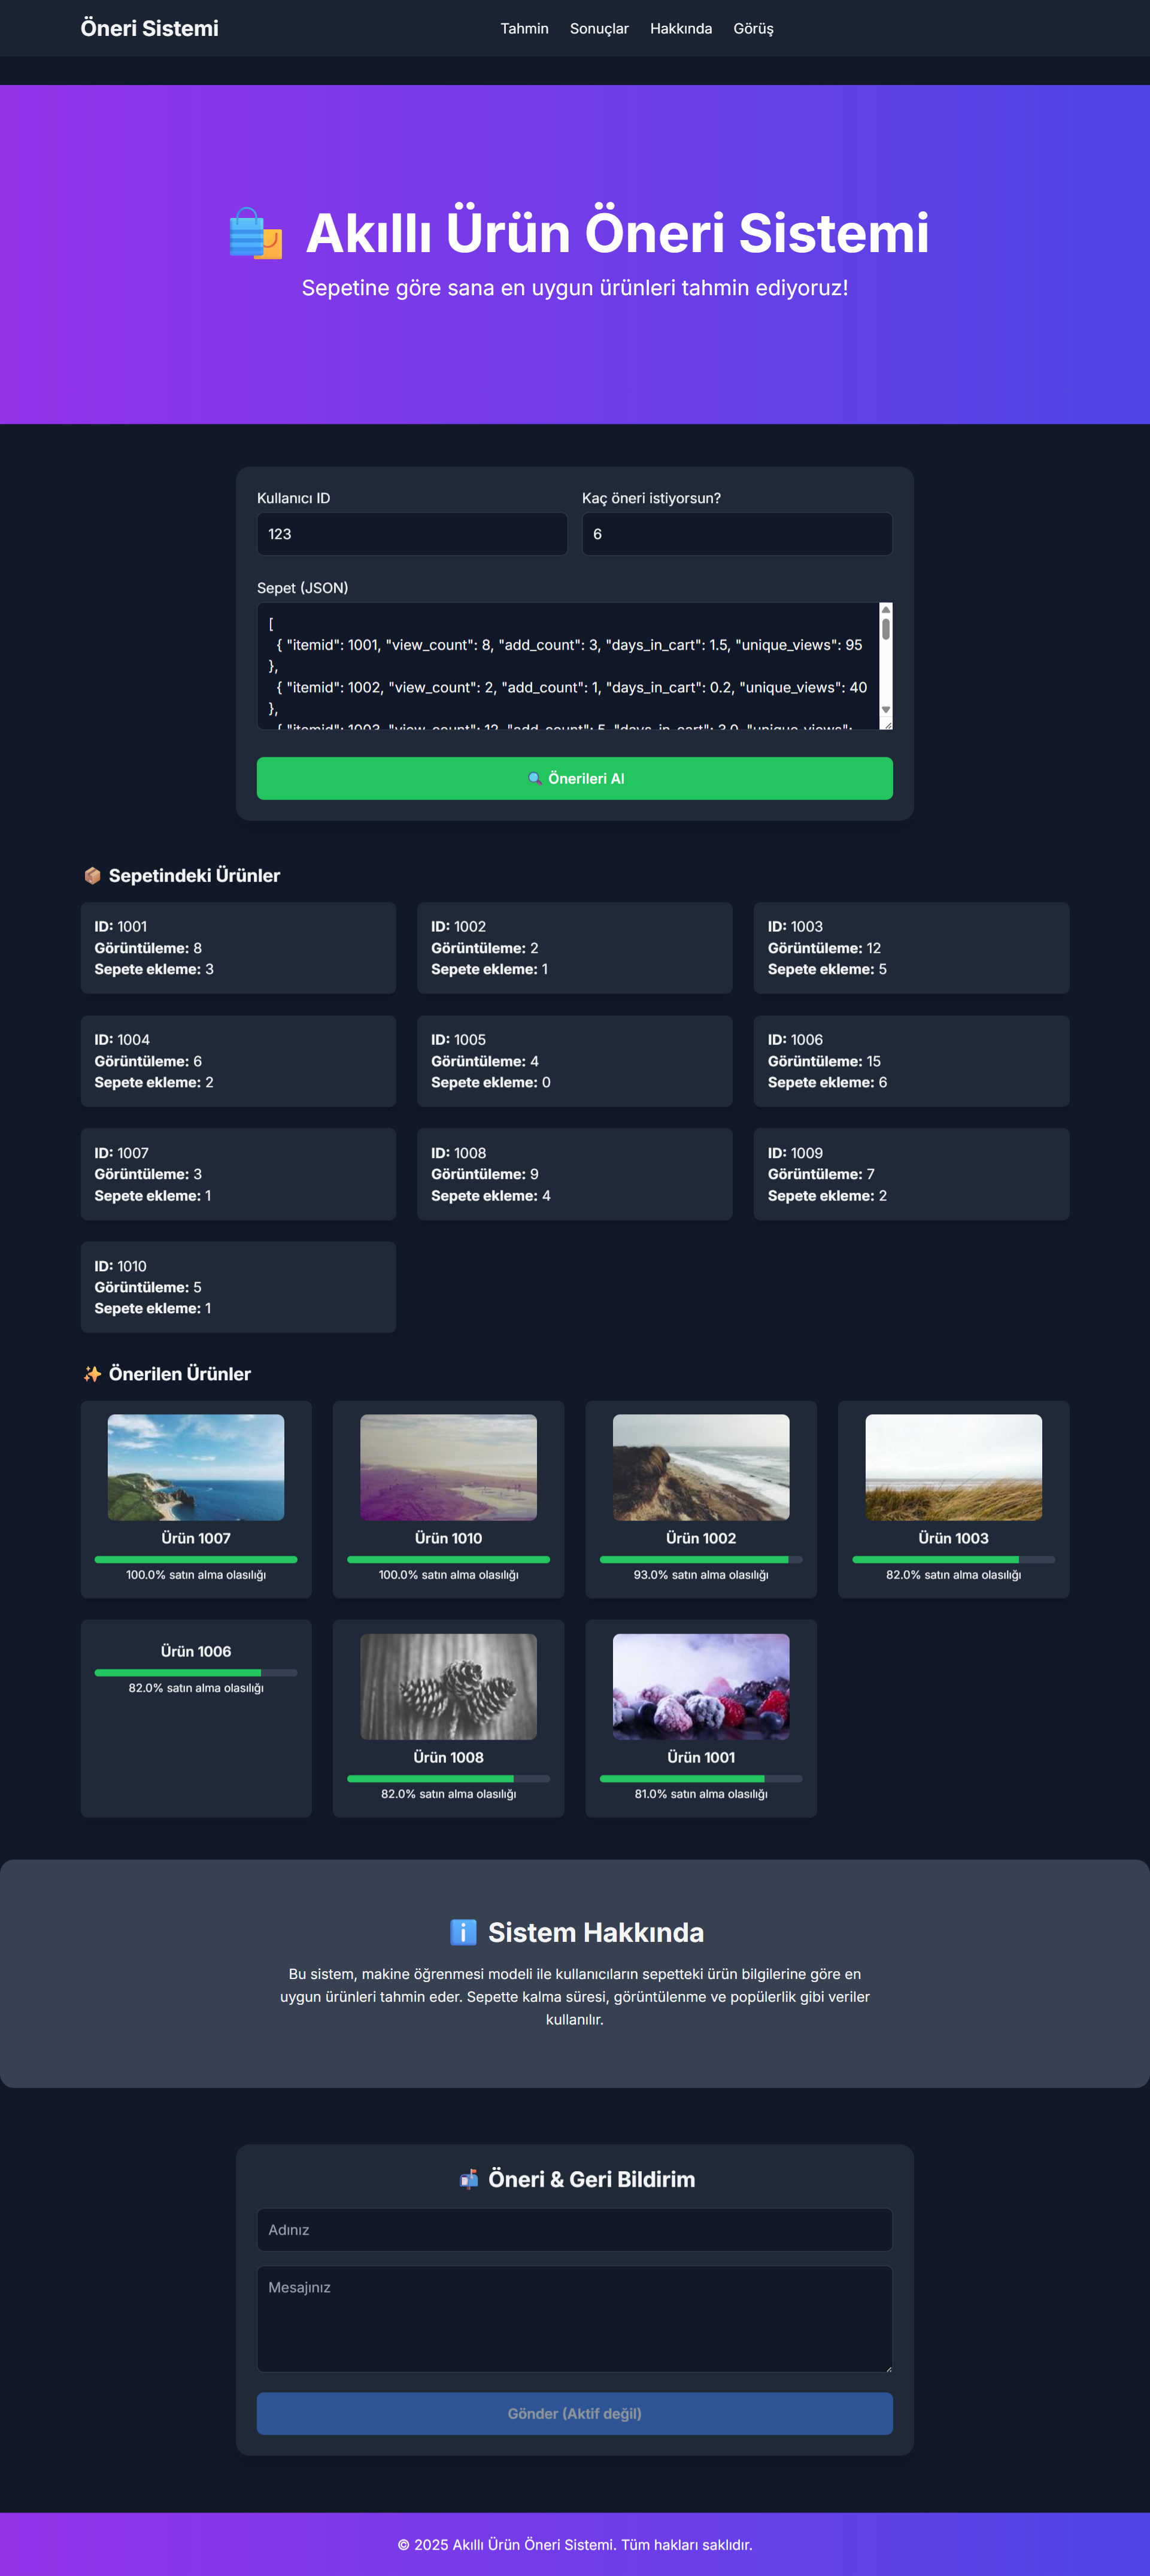 Öneri Sistemi
Tahmin Sonuçlar Hakkında Görüş
Akıllı Ürün Öneri Sistemi
Sepetine göre sana en uygun ürünleri tahmin ediyoruz!
Kullanıcı ID
Kaç öneri istiyorsun?
123
6
Sepet (JSON)
[
{ "itemid": 1001, "view_count": 8, "add_count": 3, "days_in_cart": 1.5, "unique_views": 95
},
{ "itemid": 1002, "view_count": 2, "add_count": 1, "days_in_cart": 0.2, "unique_views": 40
},
{ "itemid": 1003, "view_count": 12, "add_count": 5, "days_in_cart": 3.0, "unique_views":
Önerileri Al
Sepetindeki Ürünler
ID: 1001
Görüntüleme: 8
Sepete ekleme: 3
ID: 1002
Görüntüleme: 2
Sepete ekleme: 1
ID: 1003
Görüntüleme: 12
Sepete ekleme: 5
ID: 1004
Görüntüleme: 6
Sepete ekleme: 2
ID: 1005
Görüntüleme: 4
Sepete ekleme: 0
ID: 1006
Görüntüleme: 15
Sepete ekleme: 6
ID: 1007
Görüntüleme: 3
Sepete ekleme: 1
ID: 1008
Görüntüleme: 9
Sepete ekleme: 4
ID: 1009
Görüntüleme: 7
Sepete ekleme: 2
ID: 1010
Görüntüleme: 5
Sepete ekleme: 1
Önerilen Ürünler
Ürün 1007
100.0% satın alma olasılığı
Ürün 1010
100.0% satın alma olasılığı
Ürün 1002
93.0% satın alma olasılığı
Ürün 1003
82.0% satın alma olasılığı
Ürün 1006
82.0% satın alma olasılığı
Ürün 1008
82.0% satın alma olasılığı
Ürün 1001
81.0% satın alma olasılığı
Sistem Hakkında
Bu sistem, makine öğrenmesi modeli ile kullanıcıların sepetteki ürün bilgilerine göre en
uygun ürünleri tahmin eder. Sepette kalma süresi, görüntülenme ve popülerlik gibi veriler
kullanılır.
Öneri & Geri Bildirim
Adınız
Mesajınız
Gönder (Aktif değil)
© 2025 Akıllı Ürün Öneri Sistemi. Tüm hakları saklıdır.